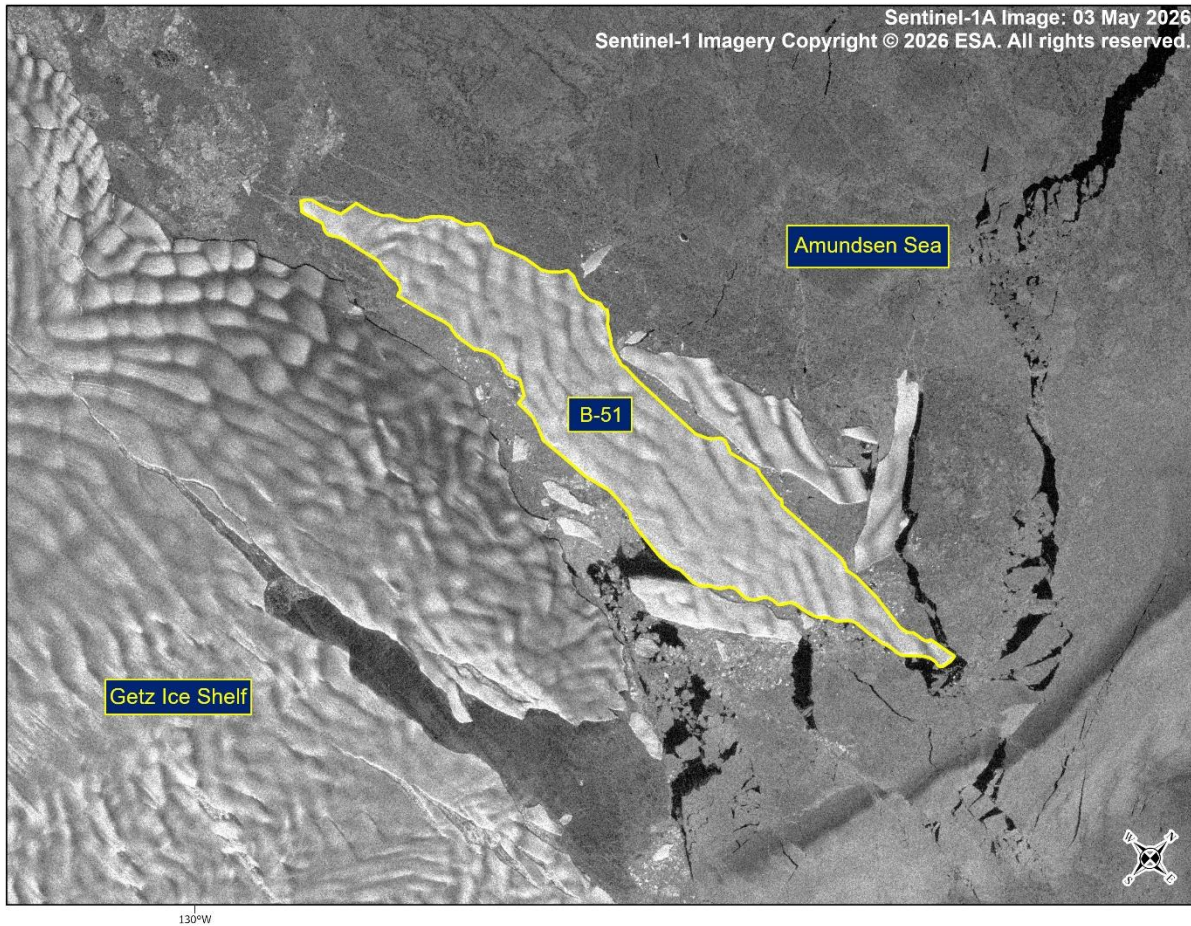 Sentinel-1A Image: 03 May 2026
Sentinel-1 Imagery Copyright © 2026 ESA. All rights reserved.
Amundsen Sea
B-51
Getz Ice Shelf
W N
S E
130°W